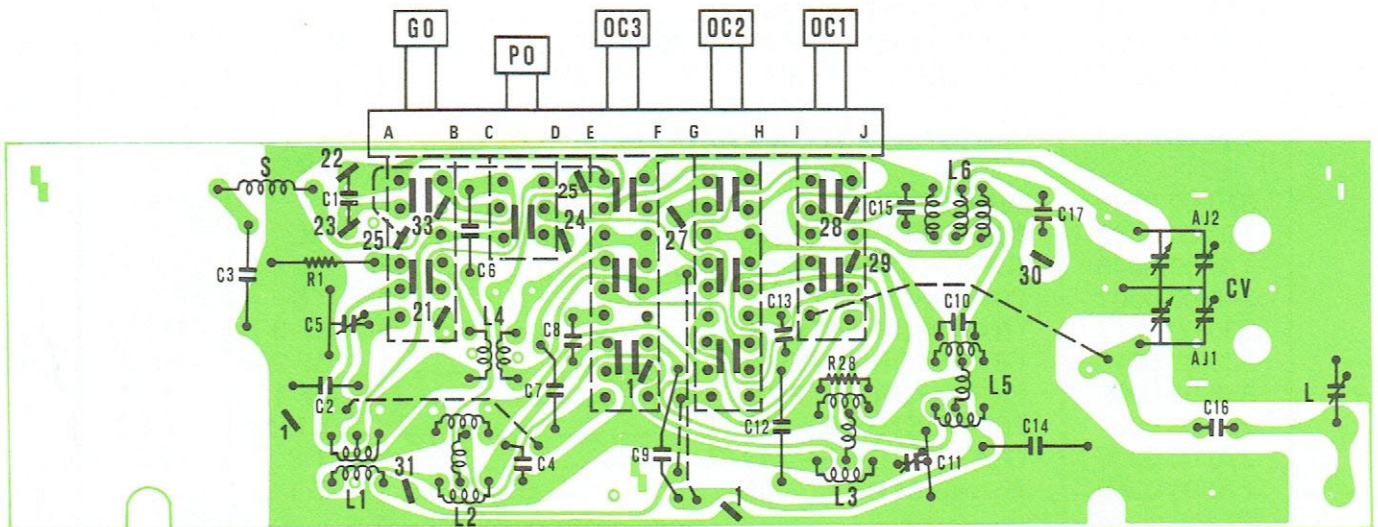 GO
PO
OC3
OC2
OC1
A B C D E F G H I J
S
22
C1
23
25
33
C6
25
24
27
28
C15
L6
C17
30
AJ2
CV
AJ1
29
C3
R1
C5
21
L4
C8
C7
C13
C10
1
R28
L5
C2
1
31
L1
L2
C4
C9
1
C12
L3
C11
C14
C16
L